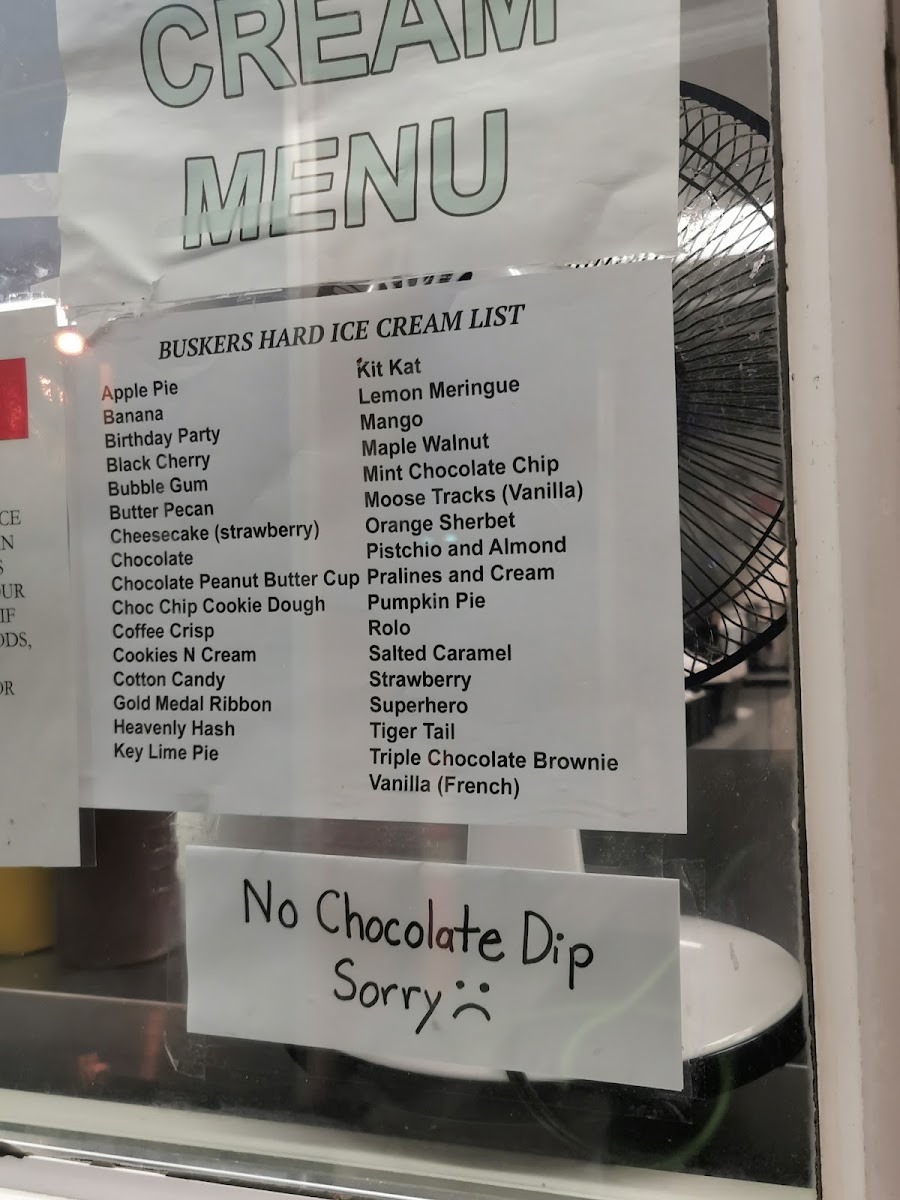 CREAM
MENU
BUSKERS HARD ICE CREAM LIST
Apple Pie
Banana
Birthday Party
Black Cherry
Bubble Gum
Butter Pecan
Cheesecake (strawberry)
Chocolate
Chocolate Peanut Butter Cup
Choc Chip Cookie Dough
Coffee Crisp
Cookies N Cream
Cotton Candy
Gold Medal Ribbon
Heavenly Hash
Key Lime Pie
Kit Kat
Lemon Meringue
Mango
Maple Walnut
Mint Chocolate Chip
Moose Tracks (Vanilla)
Orange Sherbet
Pistchio and Almond
Pralines and Cream
Pumpkin Pie
Rolo
Salted Caramel
Strawberry
Superhero
Tiger Tail
Triple Chocolate Brownie
Vanilla (French)
No Chocolate Dip
Sorry